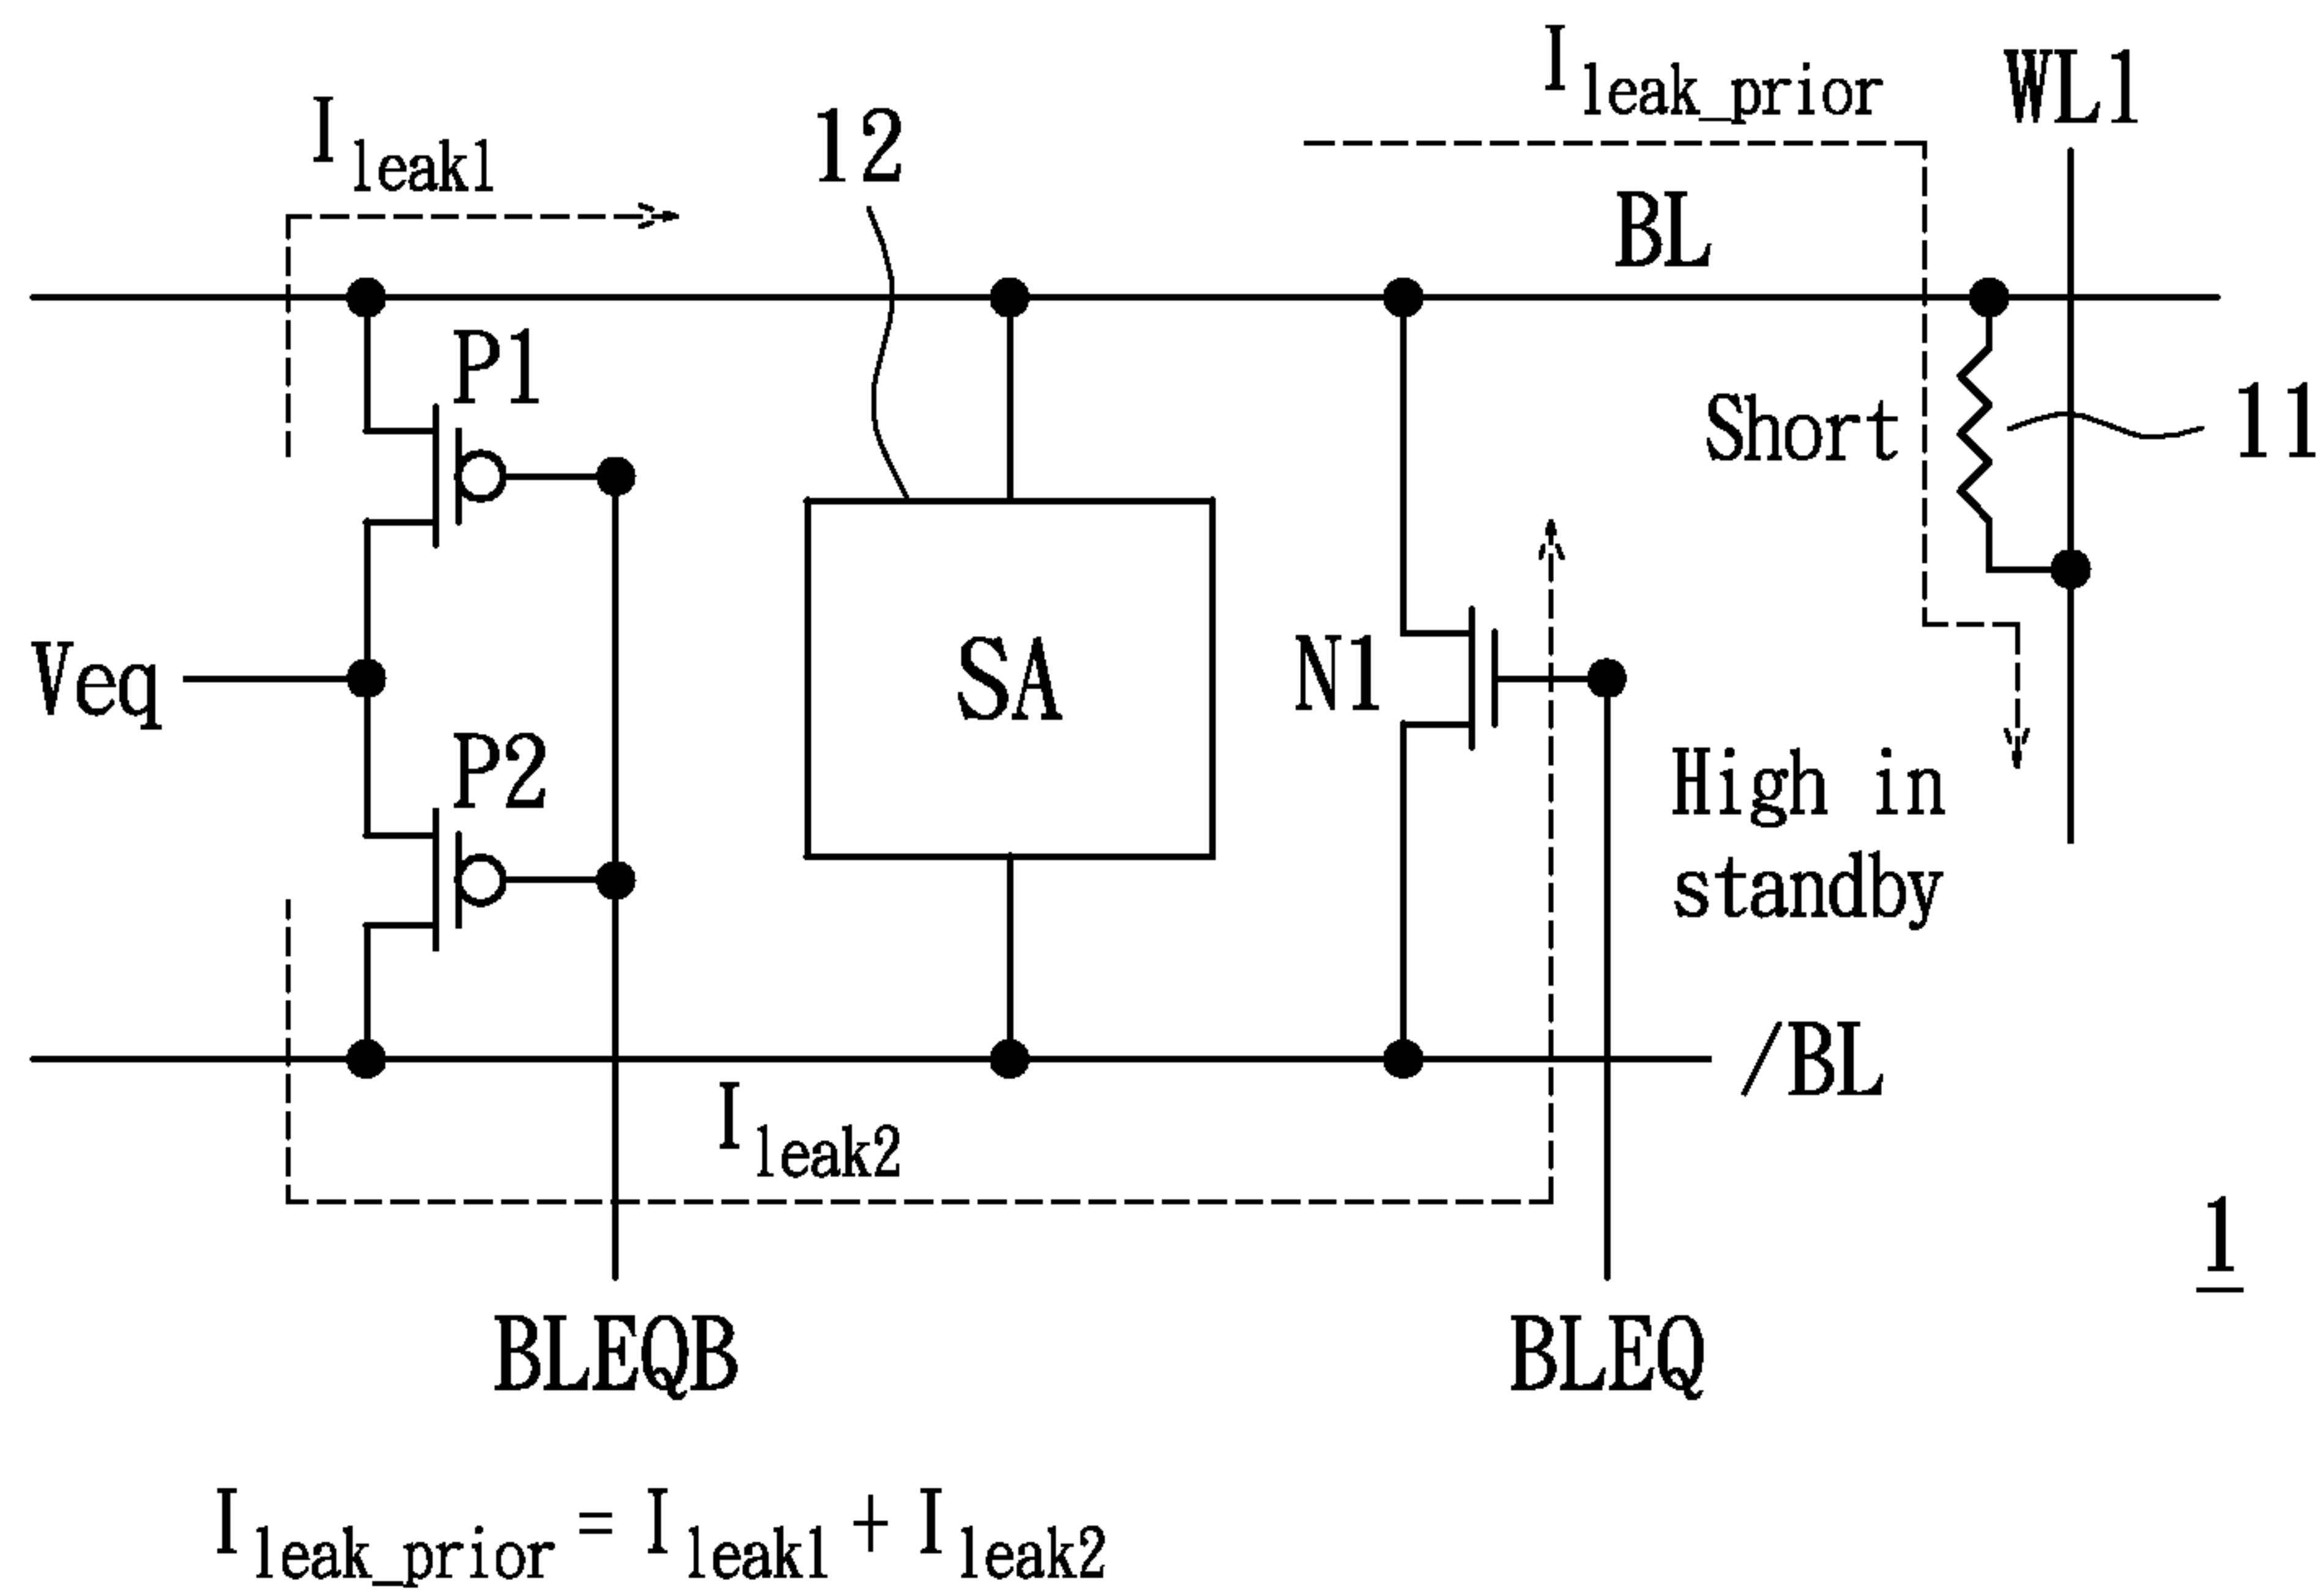 I leak_prior
WL1
I leak1
12
BL
P1
Short
11
Veq
SA
N1
P2
High in
standby
/BL
I leak2
1
BLEQB
BLEQ
I leak_prior = I leak1 + I leak2